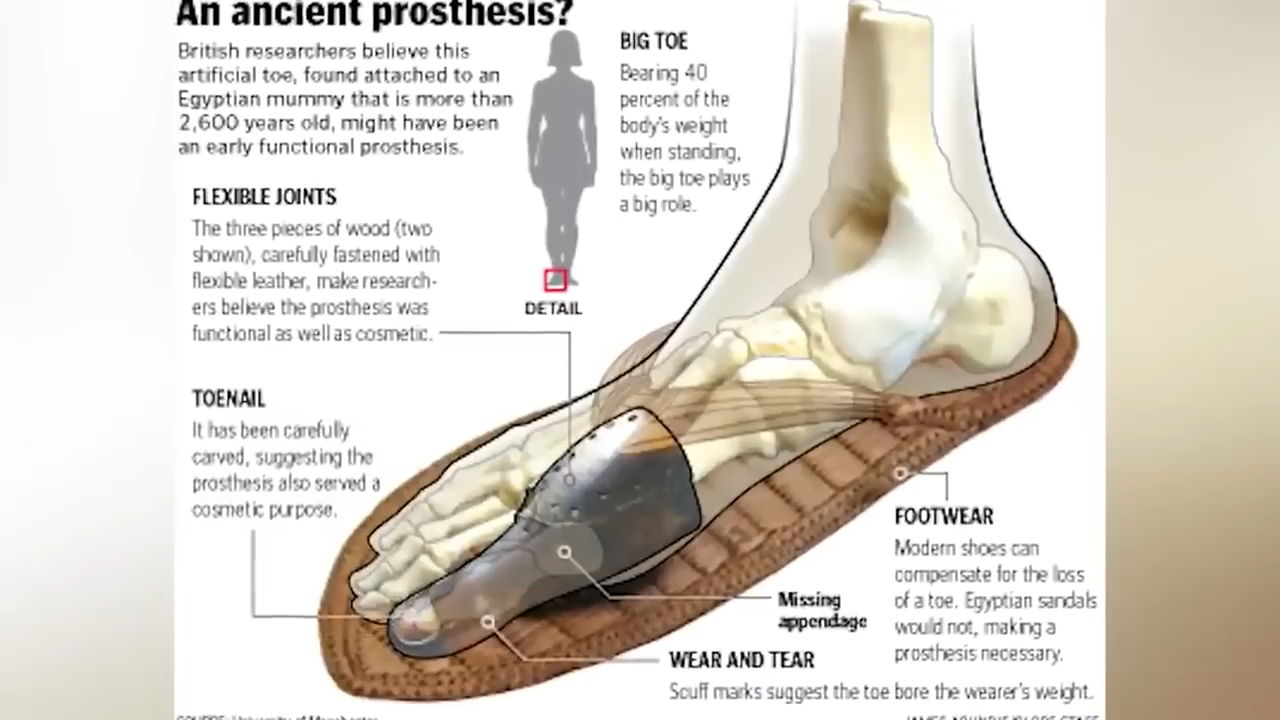 An ancient prosthesis?
British researchers believe this
artificial toe, found attached to an
Egyptian mummy that is more than
2,600 years old, might have been
an early functional prosthesis.
BIG TOE
Bearing 40
percent of the
body's weight
when standing,
the big toe plays
a big role.
DETAIL
FLEXIBLE JOINTS
The three pieces of wood (two
shown), carefully fastened with
flexible leather, make research-
ers believe the prosthesis was
functional as well as cosmetic.
TOENAIL
It has been carefully
carved, suggesting the
prosthesis also served a
cosmetic purpose.
FOOTWEAR
Modern shoes can
compensate for the loss
of a toe. Egyptian sandals
would not, making a
prosthesis necessary.
Missing
appendage
WEAR AND TEAR
Scuff marks suggest the toe bore the wearer's weight.